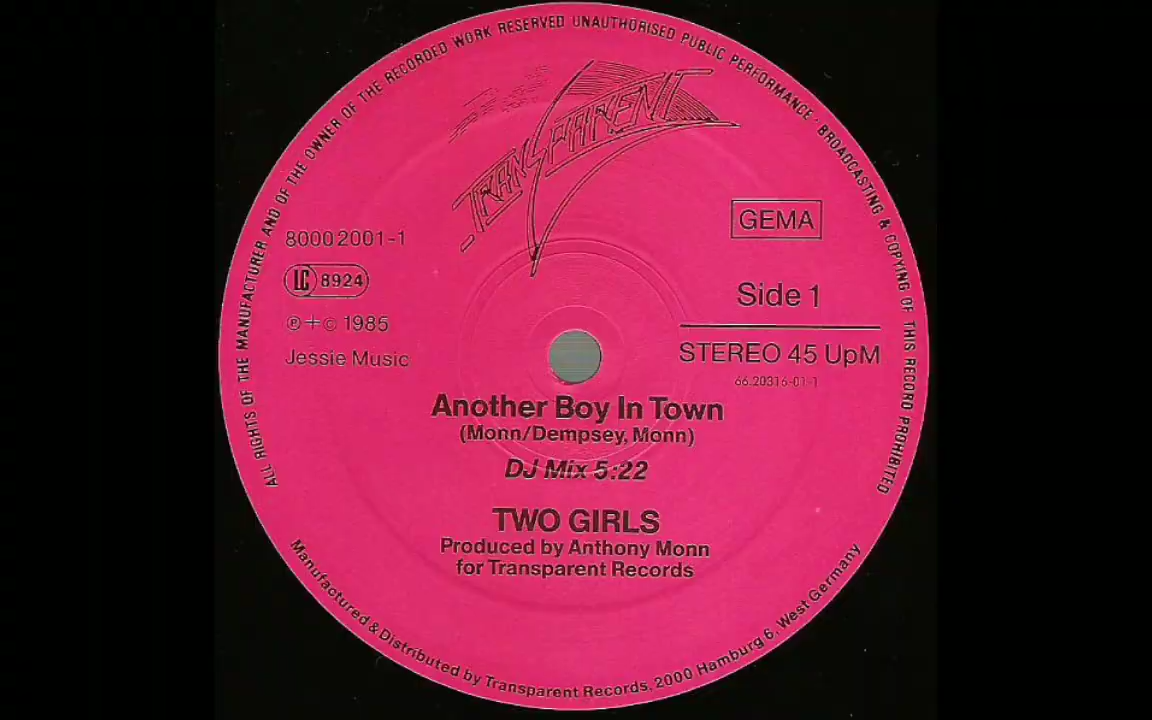 ALL RIGHTS OF THE MANUFACTURER AND OF THE OWNER OF THE RECORDED WORK RESERVED UNAUTHORISED PUBLIC PERFORMANCE · BROADCASTING & COPYING OF THIS RECORD PROHIBITED
TRANSPARENT
80002001-1
LC 8924
℗+© 1985
Jessie Music
GEMA
Side 1
STEREO 45 UpM
66.20316-01-1
Another Boy In Town
(Monn/Dempsey, Monn)
DJ Mix 5:22
TWO GIRLS
Produced by Anthony Monn
for Transparent Records
Manufactured & Distributed by Transparent Records, 2000 Hamburg 6, West Germany